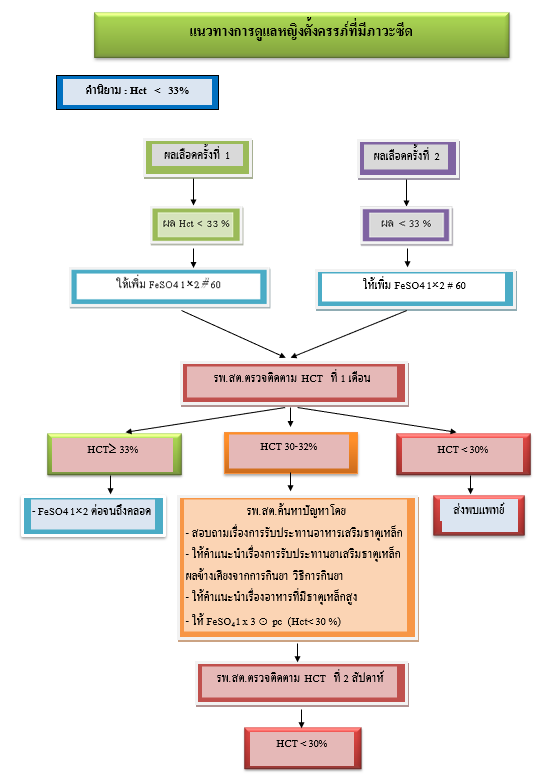 แนวทางการดูแลหญิงตั้งครรภ์ที่มีภาวะซีด
คำนิยาม : Hct < 33%
ผลเลือดครั้งที่ 1
ผลเลือดครั้งที่ 2
ผล Hct < 33 %
ผล < 33 %
ให้เพิ่ม FeSO4 1×2 # 60
ให้เพิ่ม FeSO4 1×2 # 60
รพ.สต.ตรวจติดตาม HCT ที่ 1 เดือน
HCT≥ 33%
HCT 30-32%
HCT < 30%
- FeSO4 1×2 ต่อจนถึงคลอด
รพ.สต.ค้นหาปัญหาโดย
- สอบถามเรื่องการรับประทานอาหารเสริมธาตุเหล็ก
- ให้คำแนะนำเรื่องการรับประทานยาเสริมธาตุเหล็ก
ผลข้างเคียงจากการกินยา วิธีการกินยา
- ให้คำแนะนำเรื่องอาหารที่มีธาตุเหล็กสูง
- ให้ FeSO₄1 x 3 ⊙ pc (Hct< 30 %)
ส่งพบแพทย์
รพ.สต.ตรวจติดตาม HCT ที่ 2 สัปดาห์
HCT < 30%